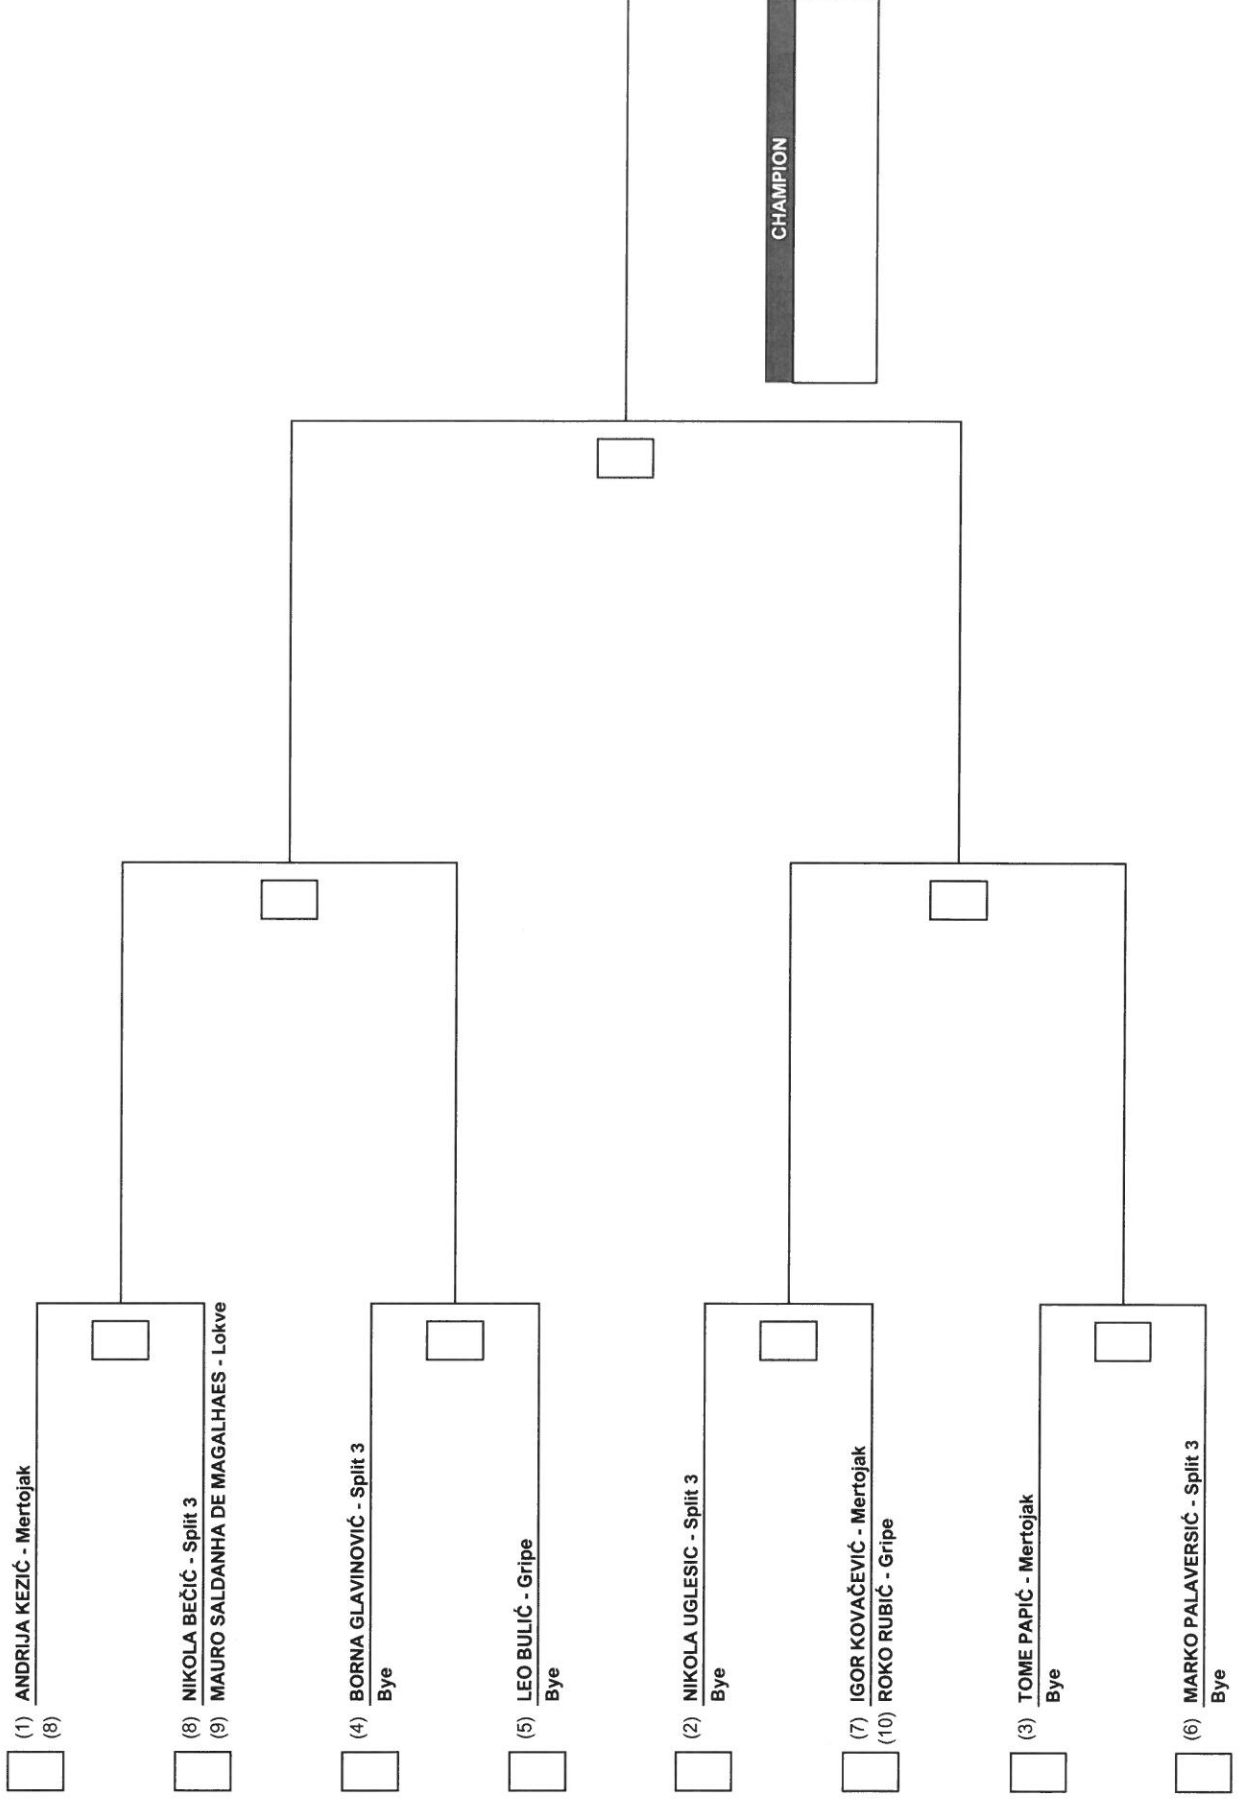 (1) ANDRIJA KEZIĆ - Mertojak
(8)
(8) NIKOLA BEČIĆ - Split 3
(9) MAURO SALDANHA DE MAGALHAES - Lokve
(4) BORNA GLAVINOVIĆ - Split 3
Bye
(5) LEO BULIĆ - Gripe
Bye
(2) NIKOLA UGLESIC - Split 3
Bye
(7) IGOR KOVAČEVIĆ - Mertojak
(10) ROKO RUBIĆ - Gripe
(3) TOME PAPIĆ - Mertojak
Bye
(6) MARKO PALAVERSIĆ - Split 3
Bye
CHAMPION